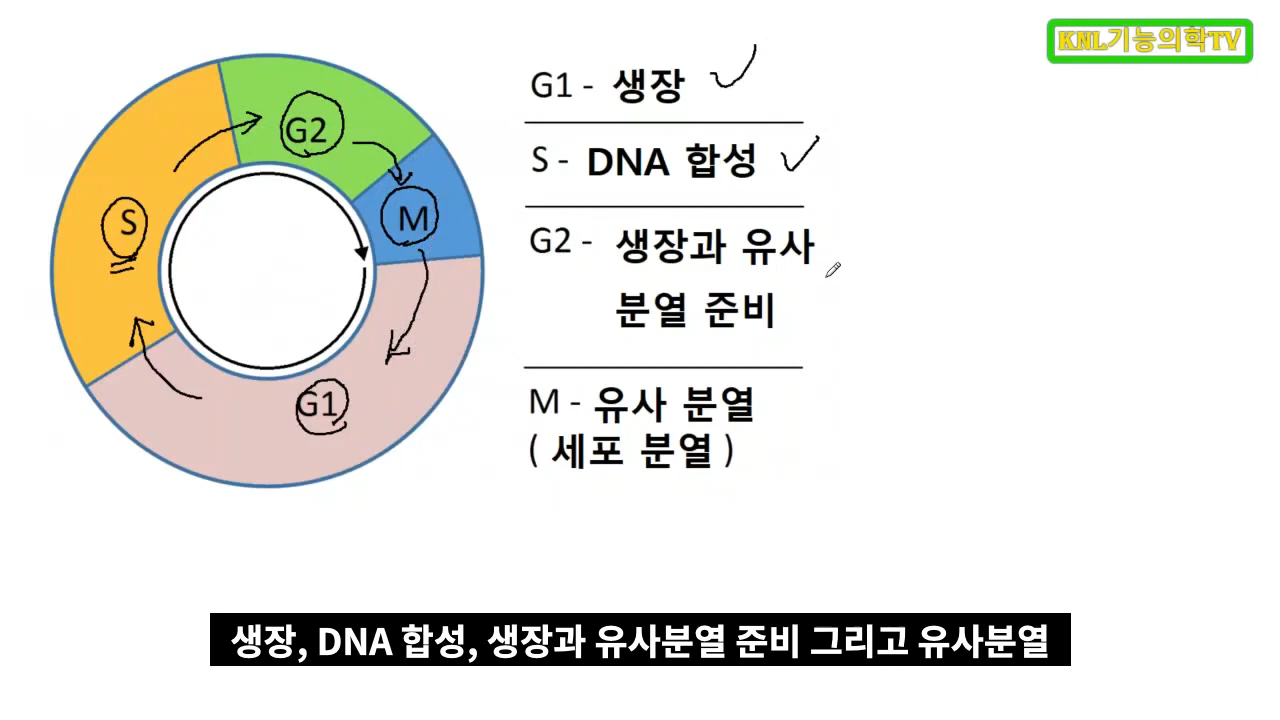 KNL기능의학TV
G2
M
S
G1
G1 - 생장
S - DNA 합성
G2 - 생장과 유사
분열 준비
M - 유사 분열
( 세포 분열 )
생장, DNA 합성, 생장과 유사분열 준비 그리고 유사분열